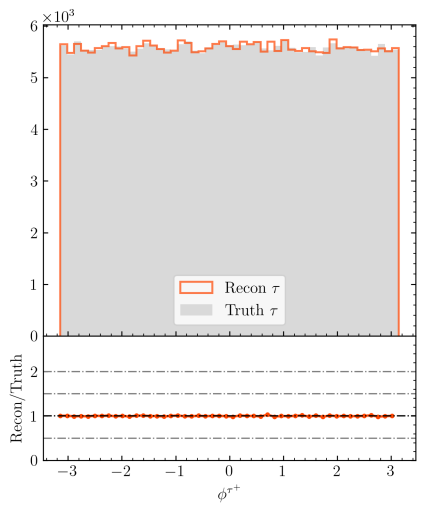 ×10³
6
5
4
3
2
1
0
Recon τ
Truth τ
Recon/Truth
2
1
0
−3 −2 −1 0 1 2 3
ϕ^{τ⁺}